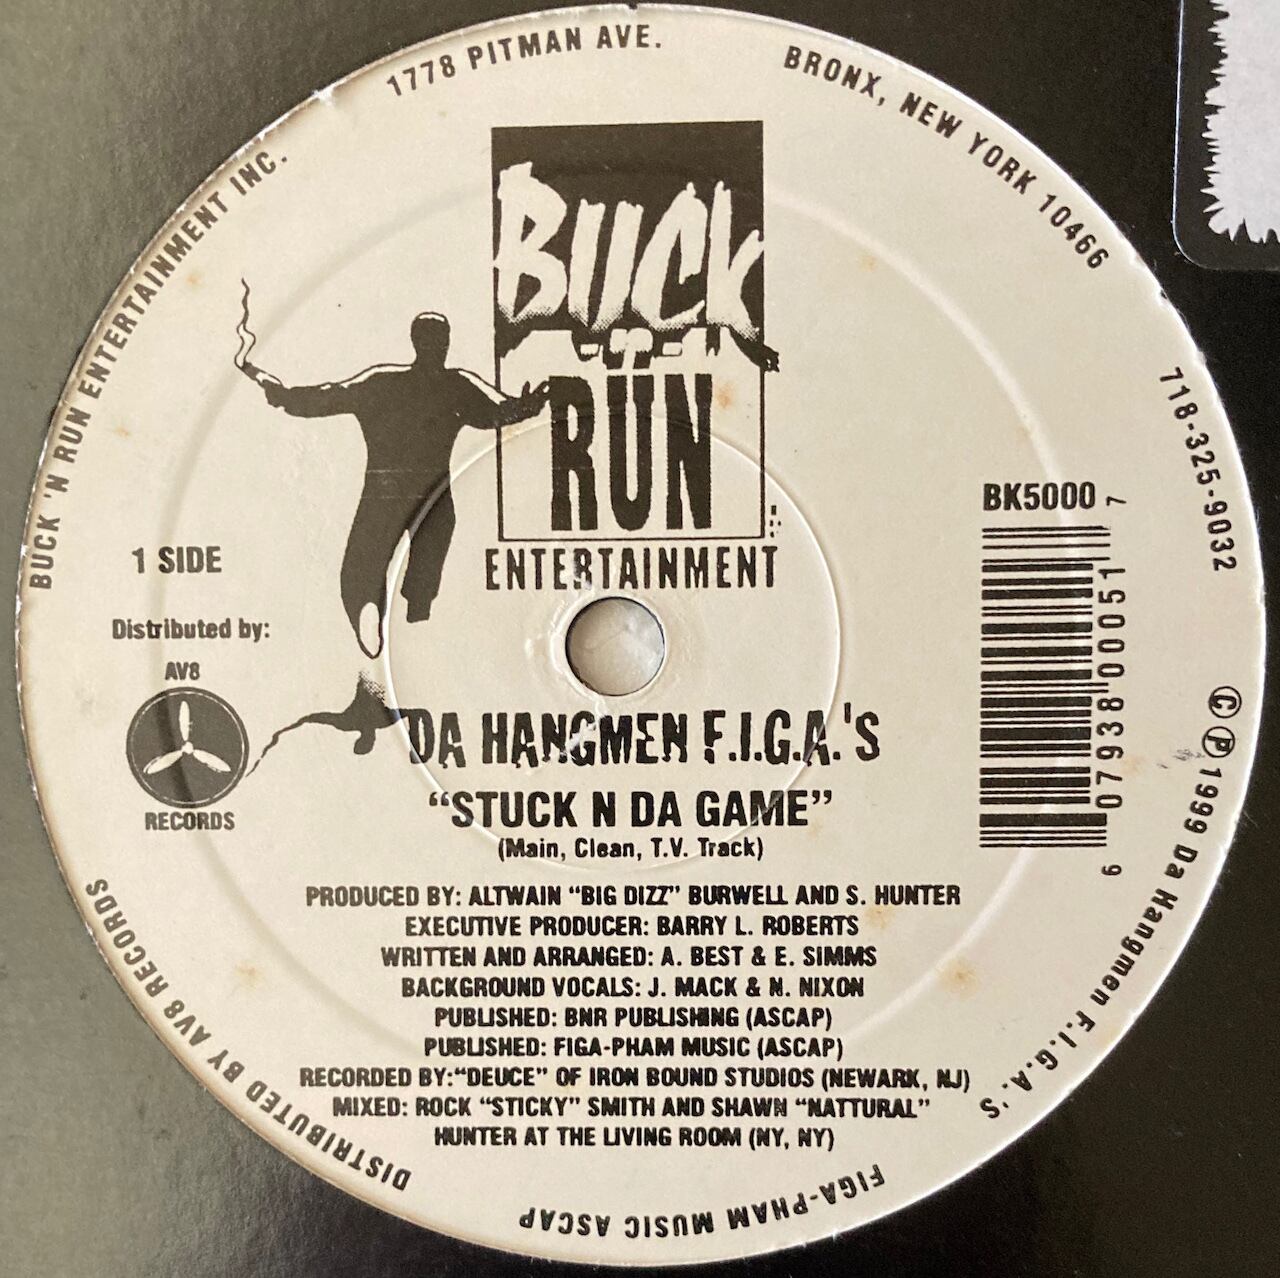 BUCK 'N RUN ENTERTAINMENT INC.
1778 PITMAN AVE.
BRONX, NEW YORK 10466
718-325-9032
BUCK
-N-
RÜN
ENTERTAINMENT
1 SIDE
Distributed by:
AV8
RECORDS
BK5000
6 07938 00051 7
DA HANGMEN F.I.G.A.'S
“STUCK N DA GAME”
(Main, Clean, T.V. Track)
PRODUCED BY: ALTWAIN “BIG DIZZ” BURWELL AND S. HUNTER
EXECUTIVE PRODUCER: BARRY L. ROBERTS
WRITTEN AND ARRANGED: A. BEST & E. SIMMS
BACKGROUND VOCALS: J. MACK & N. NIXON
PUBLISHED: BNR PUBLISHING (ASCAP)
PUBLISHED: FIGA-PHAM MUSIC (ASCAP)
RECORDED BY:“DEUCE” OF IRON BOUND STUDIOS (NEWARK, NJ)
MIXED: ROCK “STICKY” SMITH AND SHAWN “NATTURAL”
HUNTER AT THE LIVING ROOM (NY, NY)
© ℗ 1999 Da Hangmen F.I.G.A.'S
FIGA-PHAM MUSIC ASCAP
DISTRIBUTED BY AV8 RECORDS